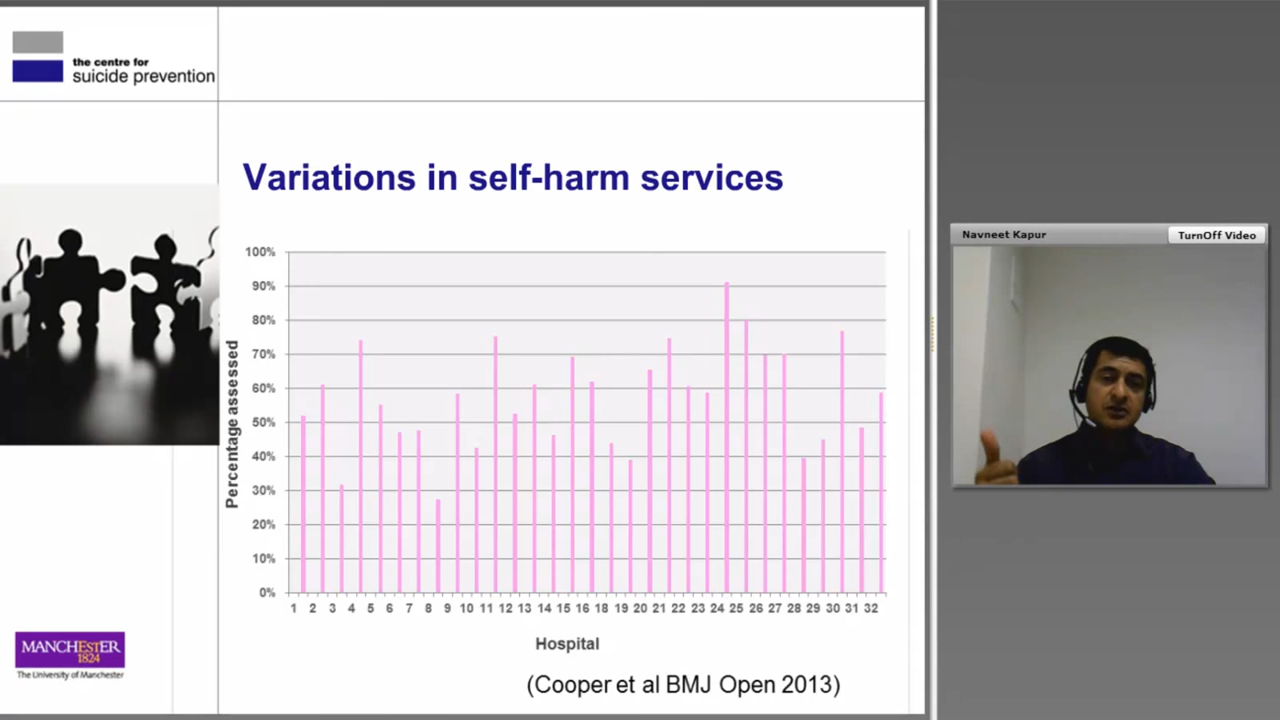 the centre for
suicide prevention
Variations in self-harm services
Percentage assessed
100%
90%
80%
70%
60%
50%
40%
30%
20%
10%
0%
1 2 3 4 5 6 7 8 9 10 11 12 13 14 15 16 18 19 20 21 22 23 24 25 26 27 28 29 30 31 32
Hospital
(Cooper et al BMJ Open 2013)
MANCHESTER
1824
The University of Manchester
Navneet Kapur
TurnOff Video